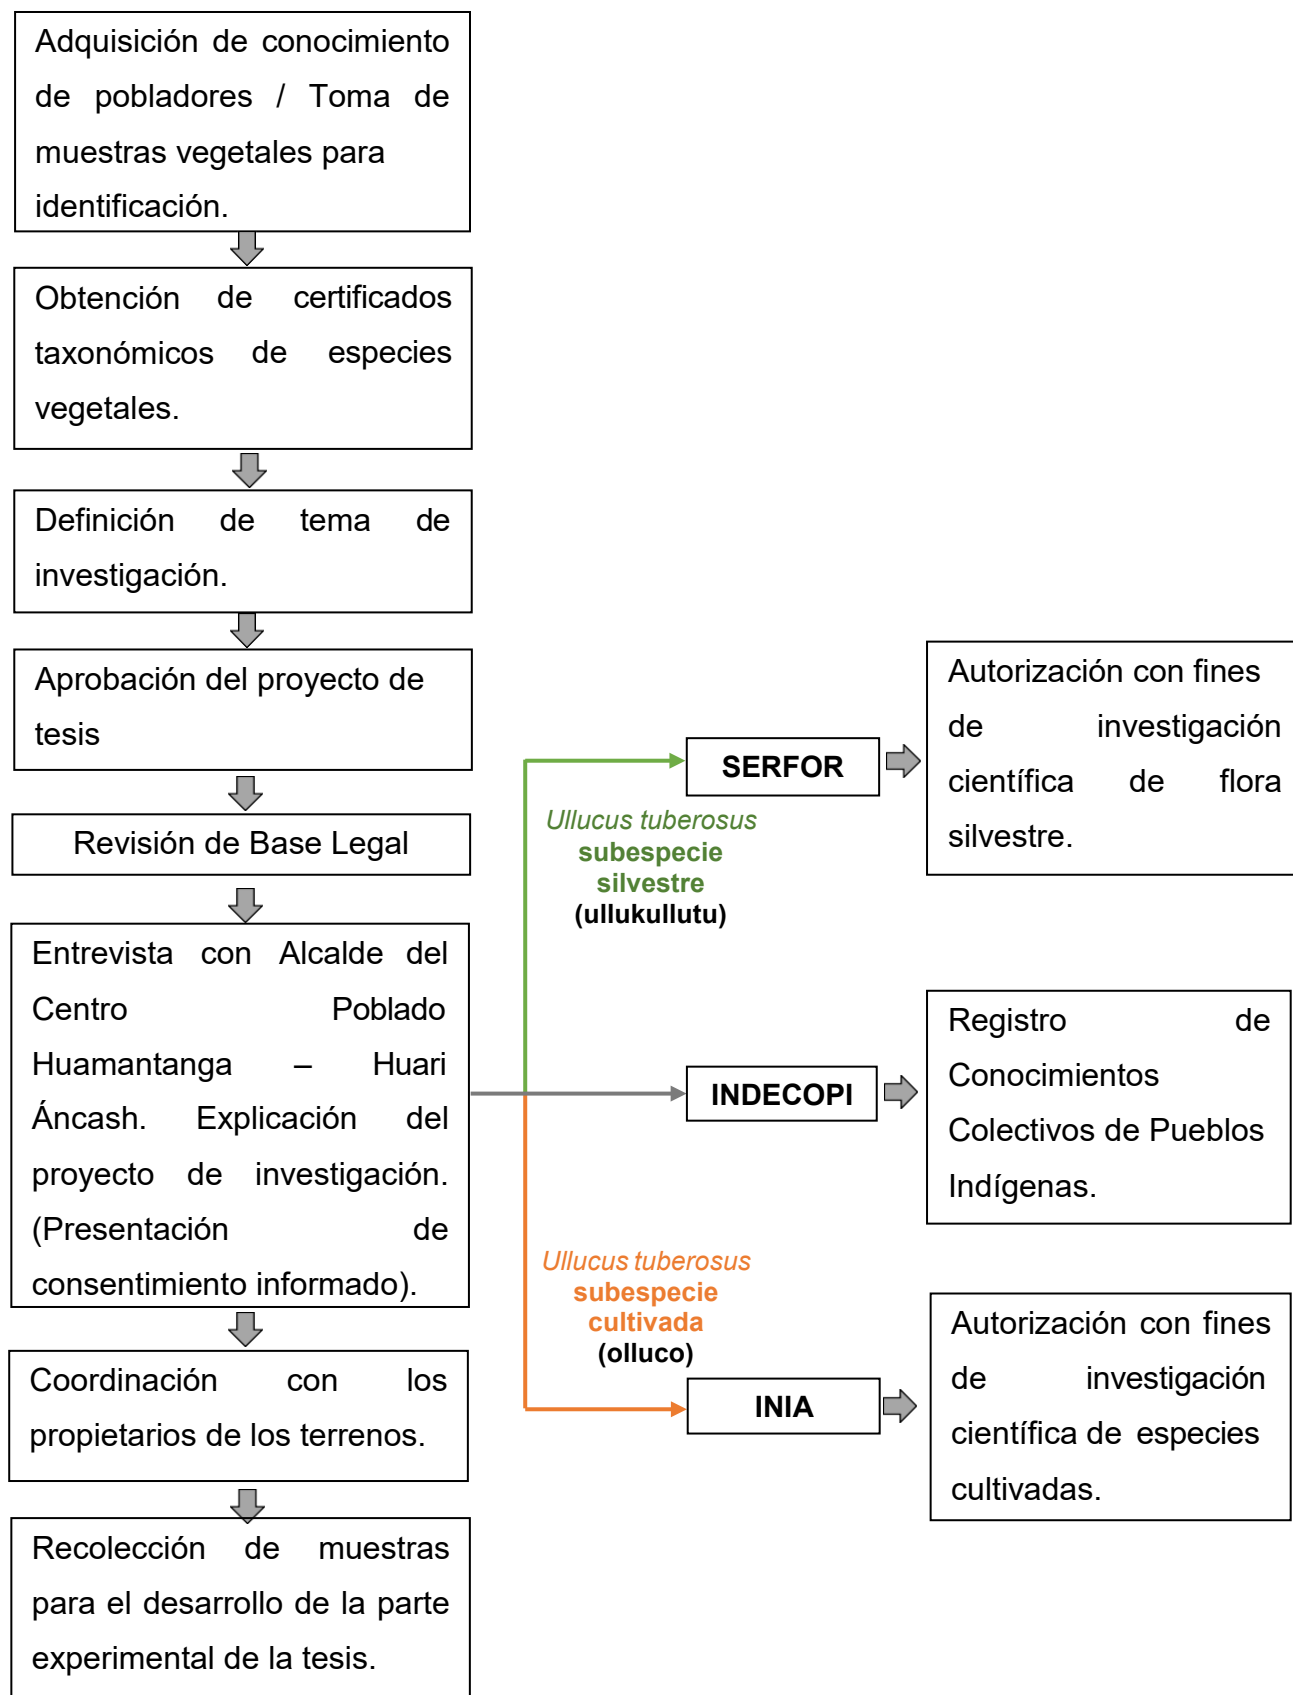 Adquisición de conocimiento
de pobladores / Toma de
muestras vegetales para
identificación.
Obtención de certificados
taxonómicos de especies
vegetales.
Definición de tema de
investigación.
Aprobación del proyecto de
tesis
Revisión de Base Legal
Entrevista con Alcalde del
Centro Poblado
Huamantanga – Huari
Áncash. Explicación del
proyecto de investigación.
(Presentación de
consentimiento informado).
Coordinación con los
propietarios de los terrenos.
Recolección de muestras
para el desarrollo de la parte
experimental de la tesis.
Ullucus tuberosus
subespecie
silvestre
(ullukullutu)
SERFOR
Autorización con fines
de investigación
científica de flora
silvestre.
INDECOPI
Registro de
Conocimientos
Colectivos de Pueblos
Indígenas.
Ullucus tuberosus
subespecie
cultivada
(olluco)
INIA
Autorización con fines
de investigación
científica de especies
cultivadas.